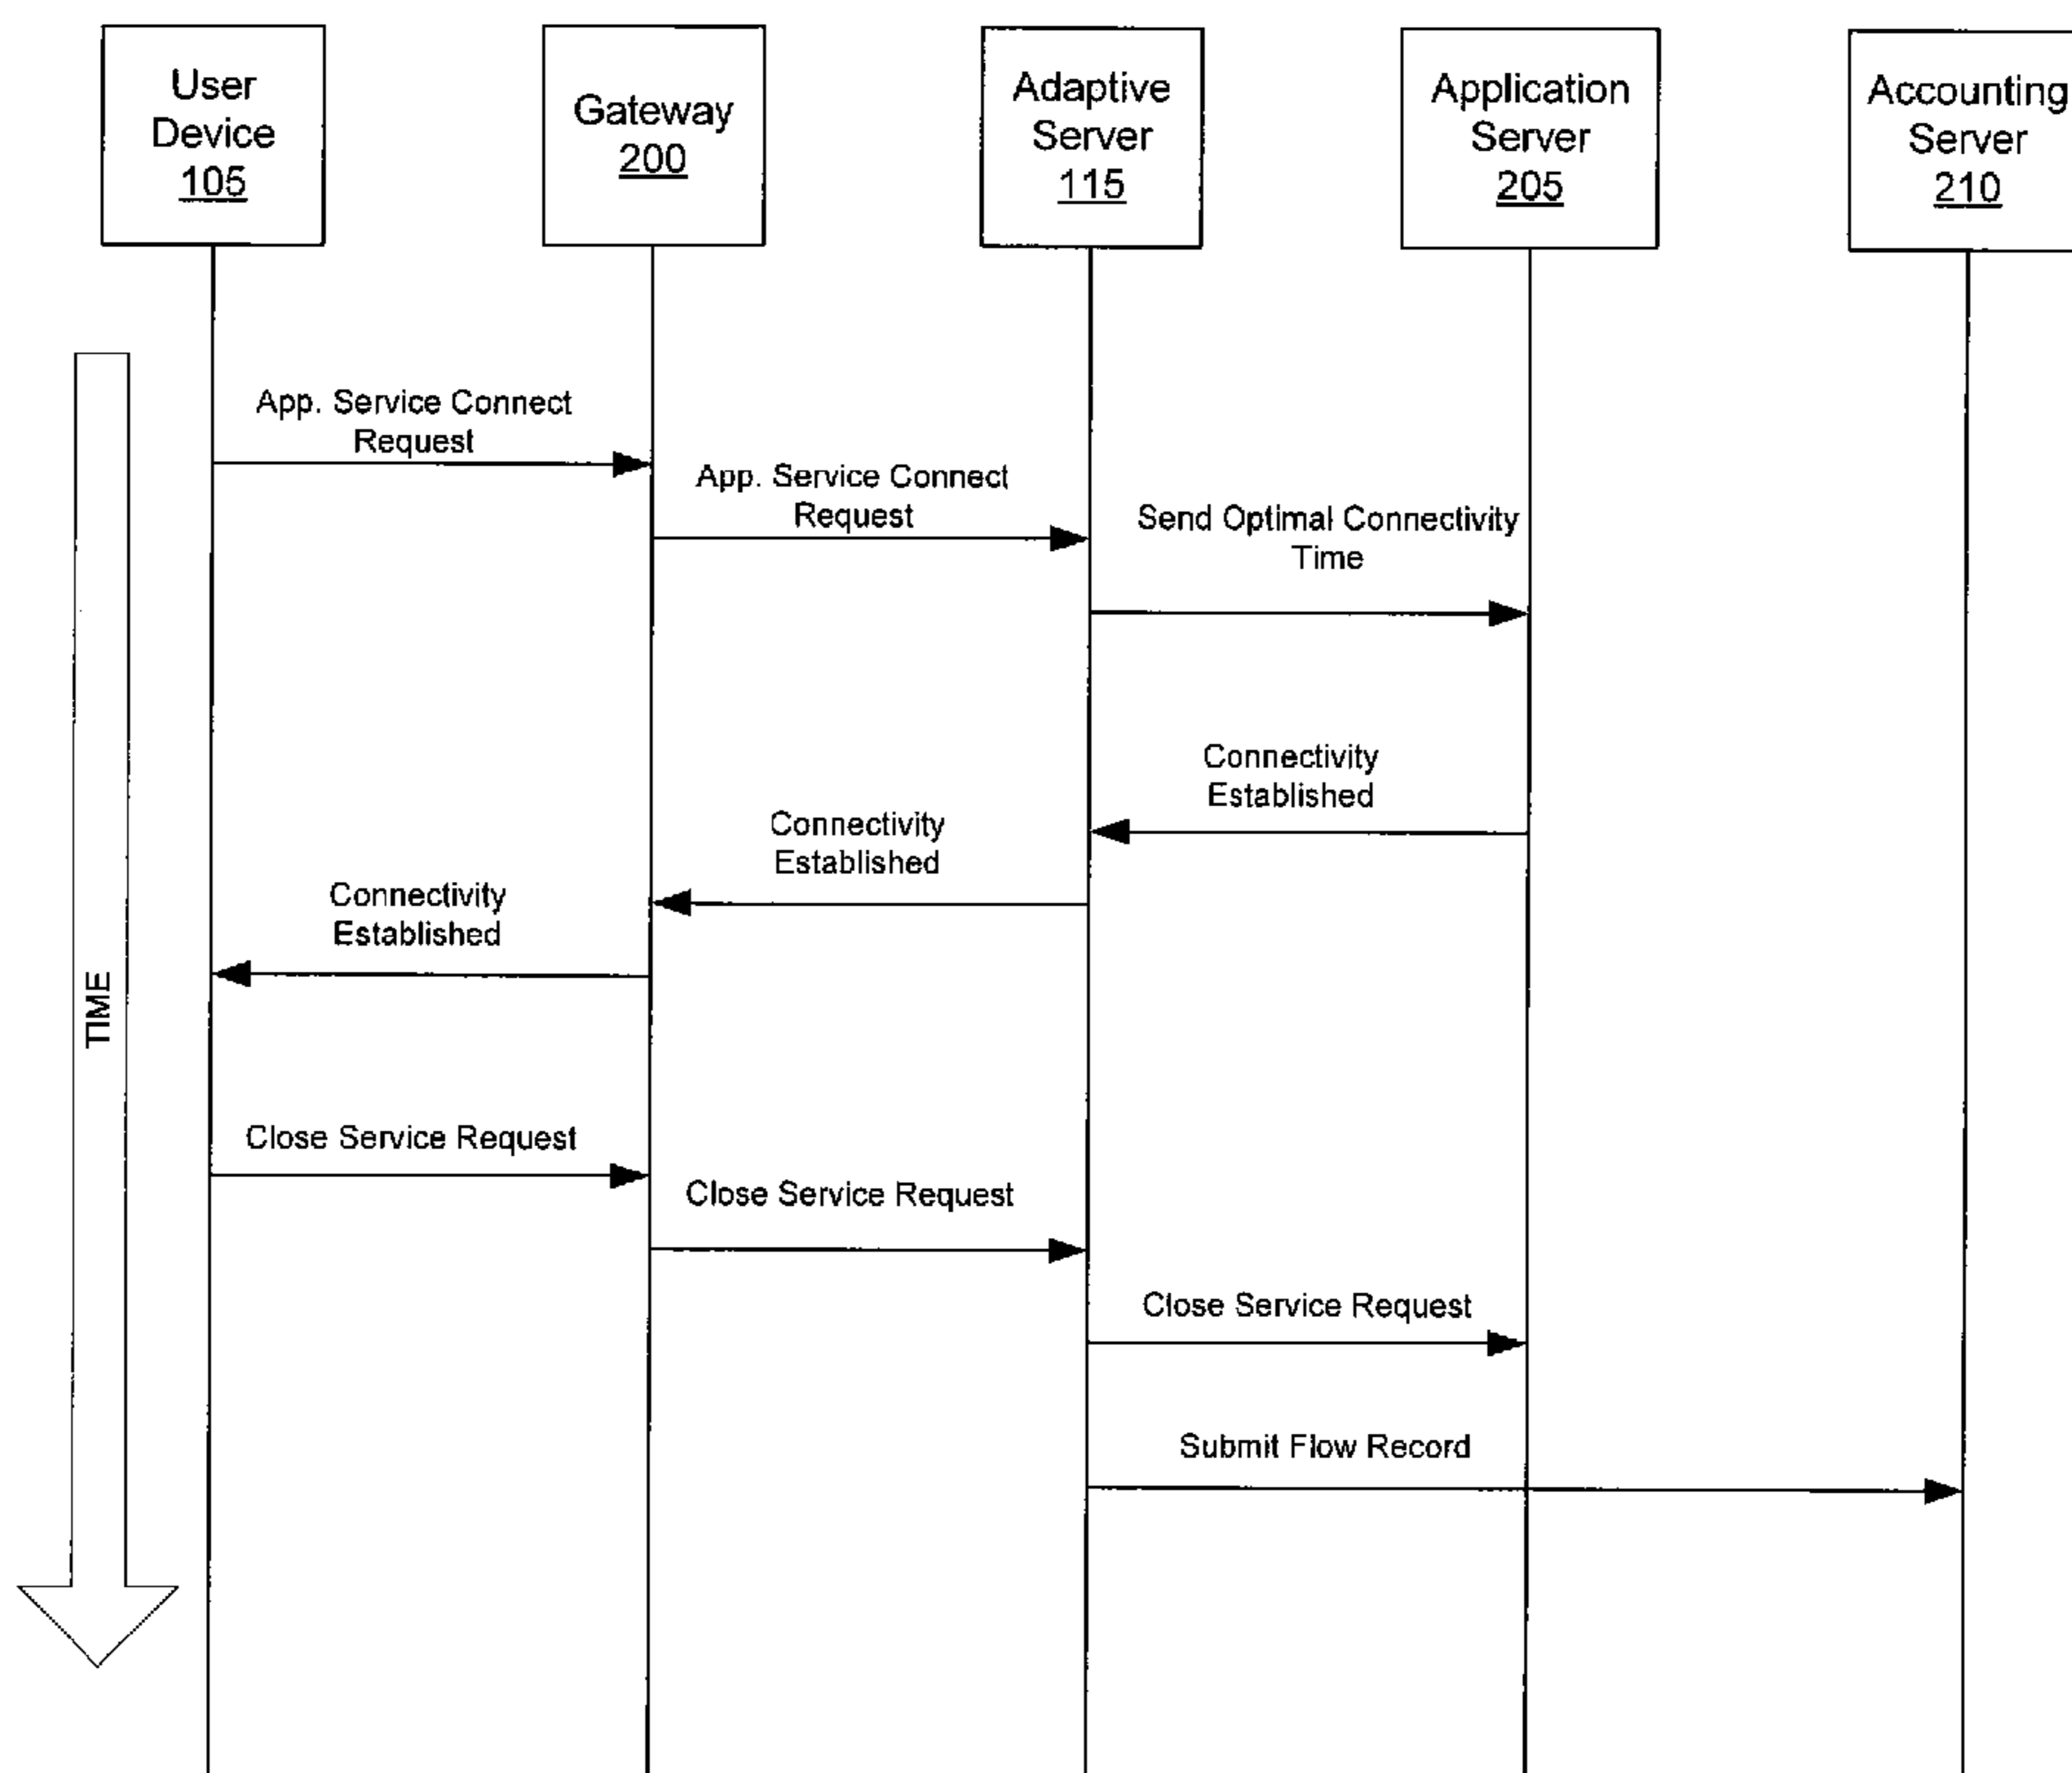 User
Device
105
Gateway
200
Adaptive
Server
115
Application
Server
205
Accounting
Server
210
App. Service Connect
Request
App. Service Connect
Request
Send Optimal Connectivity
Time
Connectivity
Established
Connectivity
Established
Connectivity
Established
TIME
Close Service Request
Close Service Request
Close Service Request
Submit Flow Record